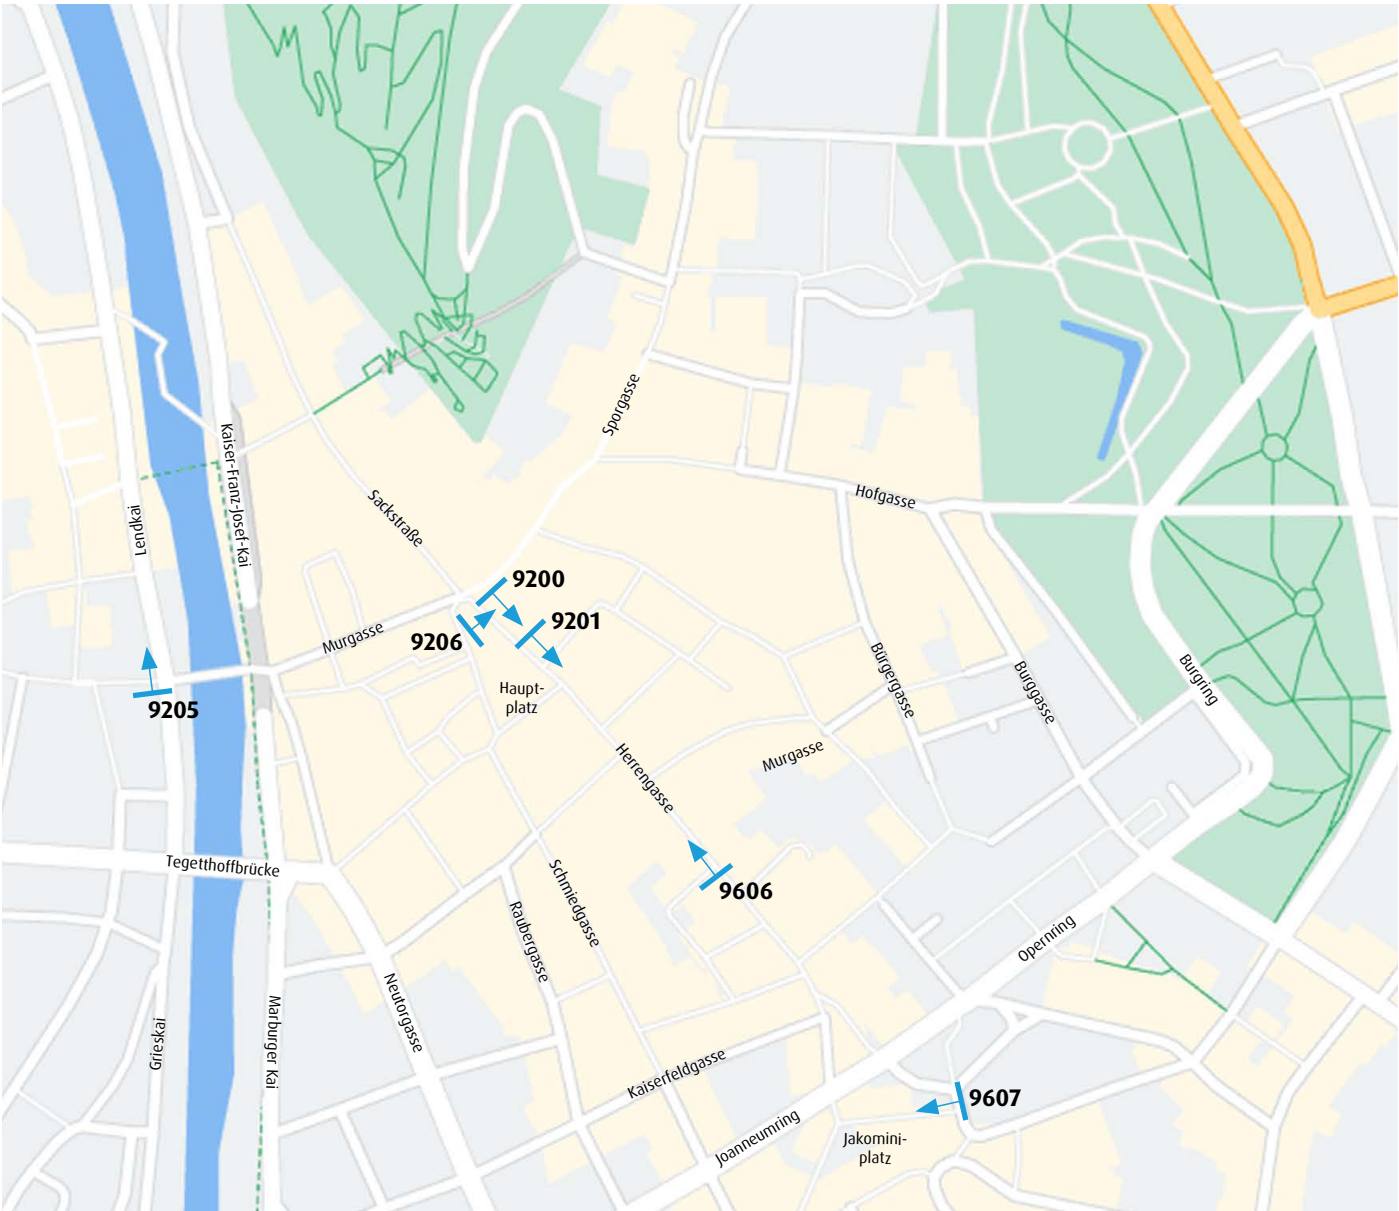 Sporgasse
Kaiser-Franz-Josef-Kai
Sackstraße
Hofgasse
Lendkai
9200
9201
9206
Murgasse
Haupt-
platz
9205
Bürgergasse
Burggasse
Burgring
Herrengasse
Murgasse
Tegetthoffbrücke
9606
Schmiedgasse
Raubergasse
Opernring
Neutorgasse
Grieskai
Marburger Kai
Kaiserfeldgasse
9607
Joanneumring
Jakomini-
platz